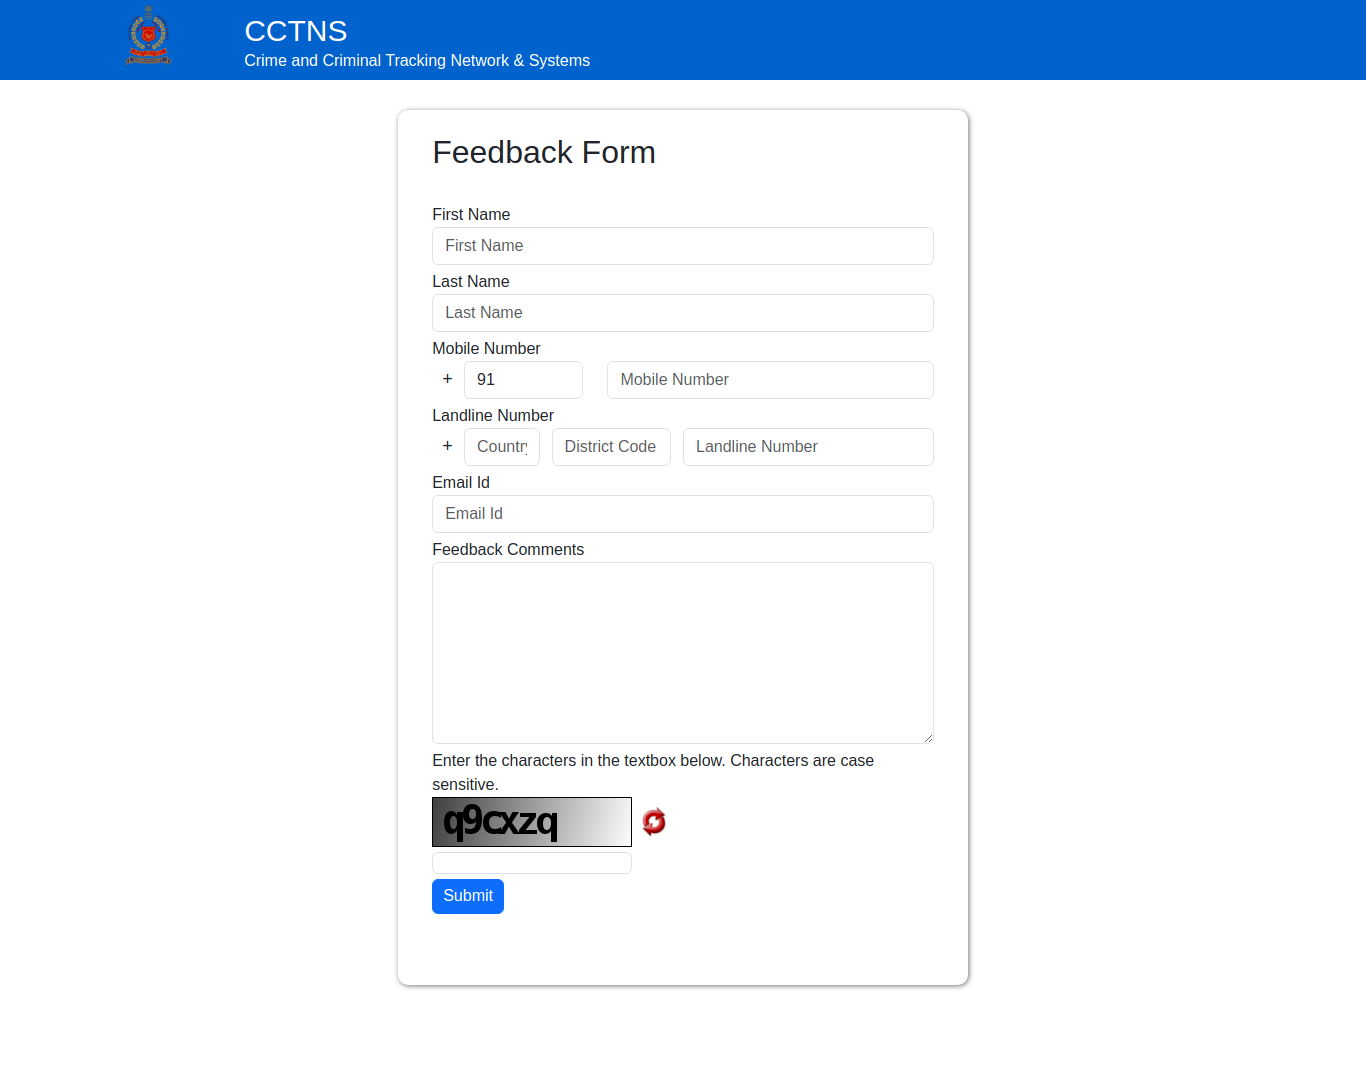 CCTNS
Crime and Criminal Tracking Network & Systems
Feedback Form
First Name
First Name
Last Name
Last Name
Mobile Number
+ 91 Mobile Number
Landline Number
+ Country District Code Landline Number
Email Id
Email Id
Feedback Comments
Enter the characters in the textbox below. Characters are case
sensitive.
q9cxzq
Submit